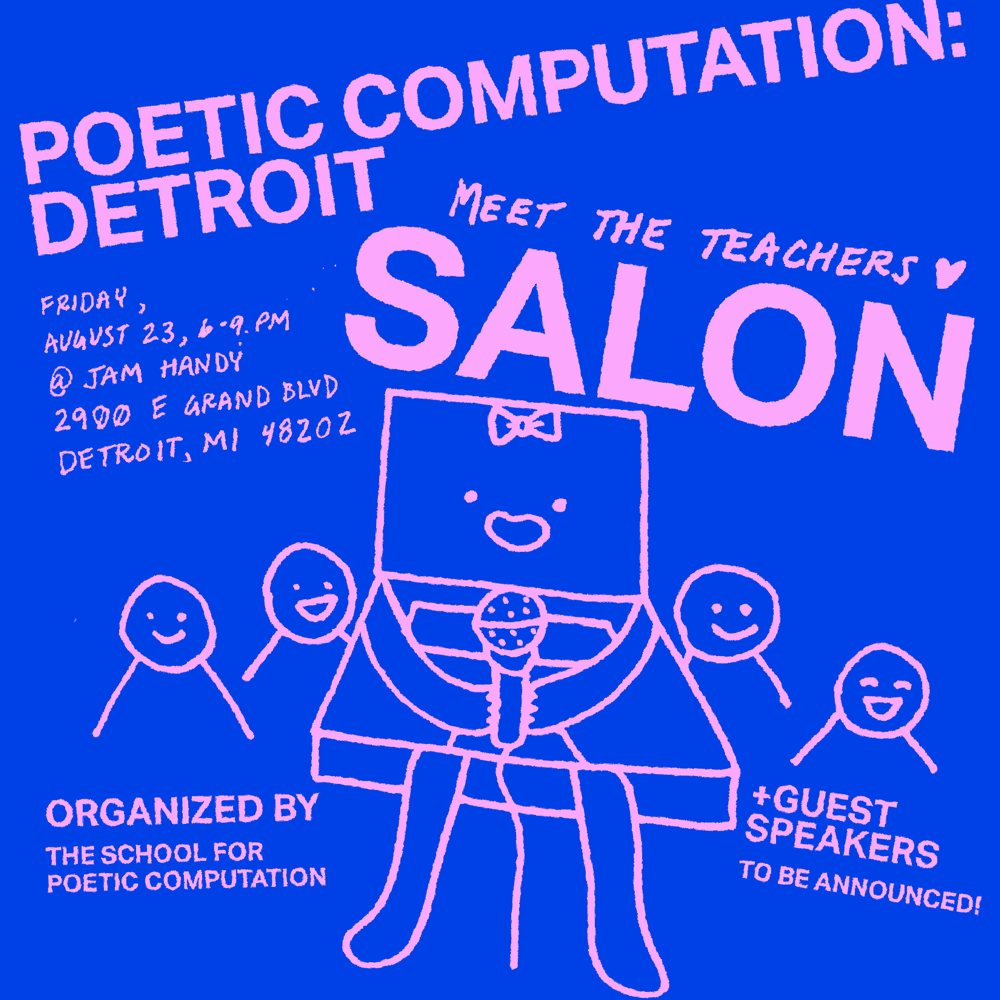 POETIC COMPUTATION:
DETROIT
MEET THE TEACHERS ♥
SALON
FRIDAY,
AUGUST 23, 6-9 PM
@ JAM HANDY
2900 E GRAND BLVD
DETROIT, MI 48202
ORGANIZED BY
THE SCHOOL FOR
POETIC COMPUTATION
+GUEST
SPEAKERS
TO BE ANNOUNCED!